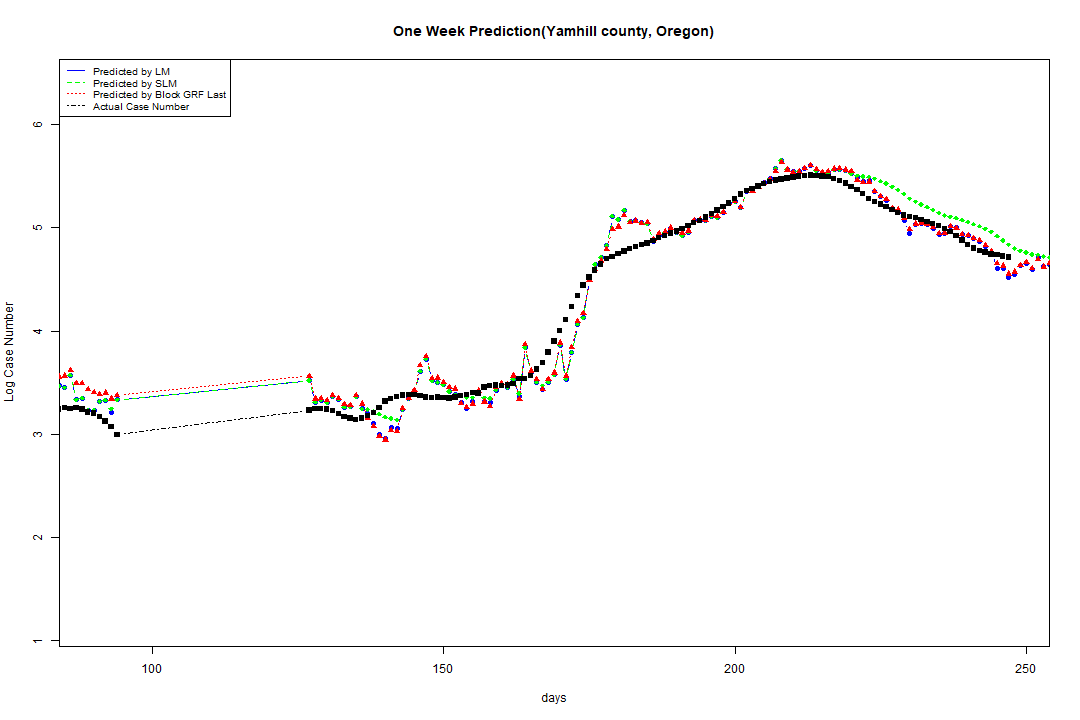 One Week Prediction(Yamhill county, Oregon)
Predicted by LM
Predicted by SLM
Predicted by Block GRF Last
Actual Case Number
6
5
4
3
2
1
Log Case Number
100 150 200 250
days